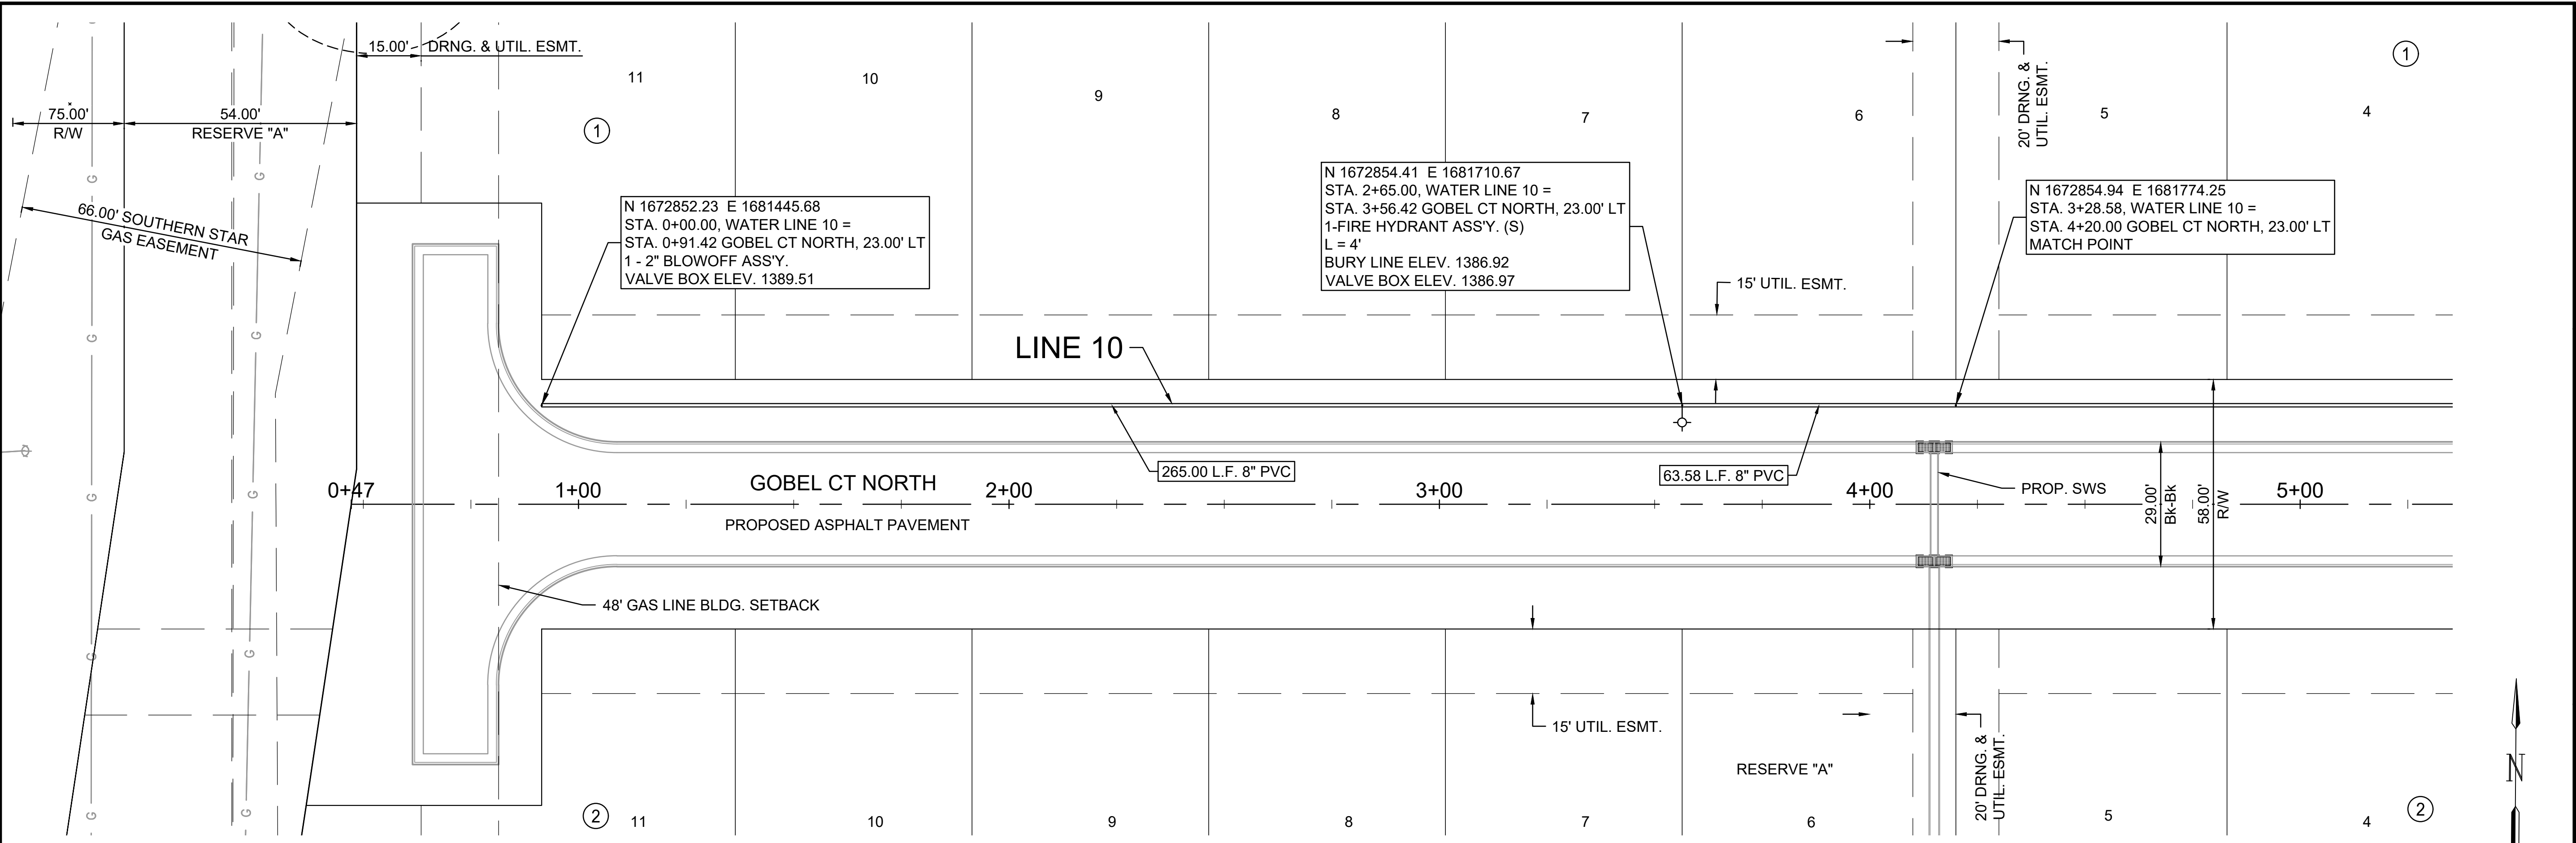 15.00'
DRNG. & UTIL. ESMT.
75.00'
R/W
54.00'
RESERVE "A"
66.00' SOUTHERN STAR
GAS EASEMENT
G
G
G
G
G
G
G
G
G
G
G
G
11
10
9
8
7
6
5
4
1
1
20' DRNG. &
UTIL. ESMT.
N 1672852.23 E 1681445.68
STA. 0+00.00, WATER LINE 10 =
STA. 0+91.42 GOBEL CT NORTH, 23.00' LT
1 - 2" BLOWOFF ASS'Y.
VALVE BOX ELEV. 1389.51
N 1672854.41 E 1681710.67
STA. 2+65.00, WATER LINE 10 =
STA. 3+56.42 GOBEL CT NORTH, 23.00' LT
1-FIRE HYDRANT ASS'Y. (S)
L = 4'
BURY LINE ELEV. 1386.92
VALVE BOX ELEV. 1386.97
N 1672854.94 E 1681774.25
STA. 3+28.58, WATER LINE 10 =
STA. 4+20.00 GOBEL CT NORTH, 23.00' LT
MATCH POINT
15' UTIL. ESMT.
LINE 10
265.00 L.F. 8" PVC
63.58 L.F. 8" PVC
0+47
1+00
GOBEL CT NORTH
2+00
3+00
4+00
5+00
PROPOSED ASPHALT PAVEMENT
PROP. SWS
29.00'
Bk-Bk
58.00'
R/W
48' GAS LINE BLDG. SETBACK
15' UTIL. ESMT.
RESERVE "A"
20' DRNG. &
UTIL. ESMT.
N
2
11
10
9
8
7
6
5
4
2